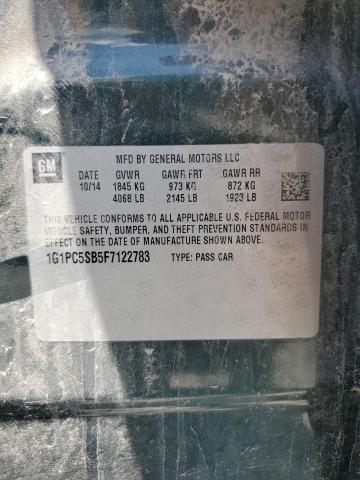 GM
MFD BY GENERAL MOTORS LLC
DATE GVWR GAWR FRT GAWR RR
10/14 1845 KG 973 KG 872 KG
4068 LB 2145 LB 1923 LB
THIS VEHICLE CONFORMS TO ALL APPLICABLE U.S. FEDERAL MOTOR
VEHICLE SAFETY, BUMPER, AND THEFT PREVENTION STANDARDS IN
EFFECT ON THE DATE OF MANUFACTURE SHOWN ABOVE.
1G1PC5SB5F7122783 TYPE: PASS CAR